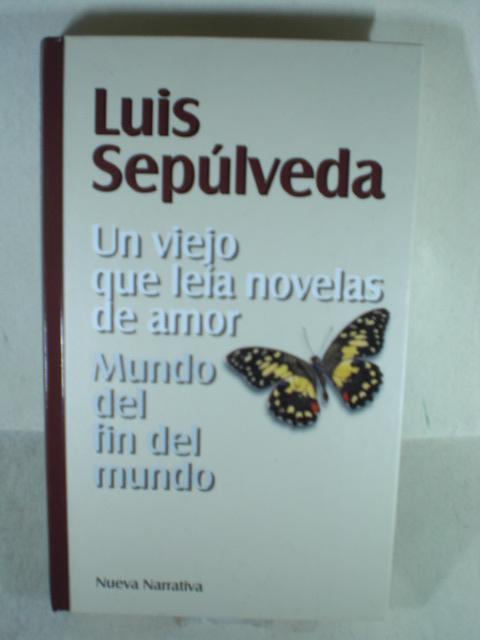 Luis
Sepúlveda
Un viejo
que leía novelas
de amor
Mundo
del
fin del
mundo
Nueva Narrativa